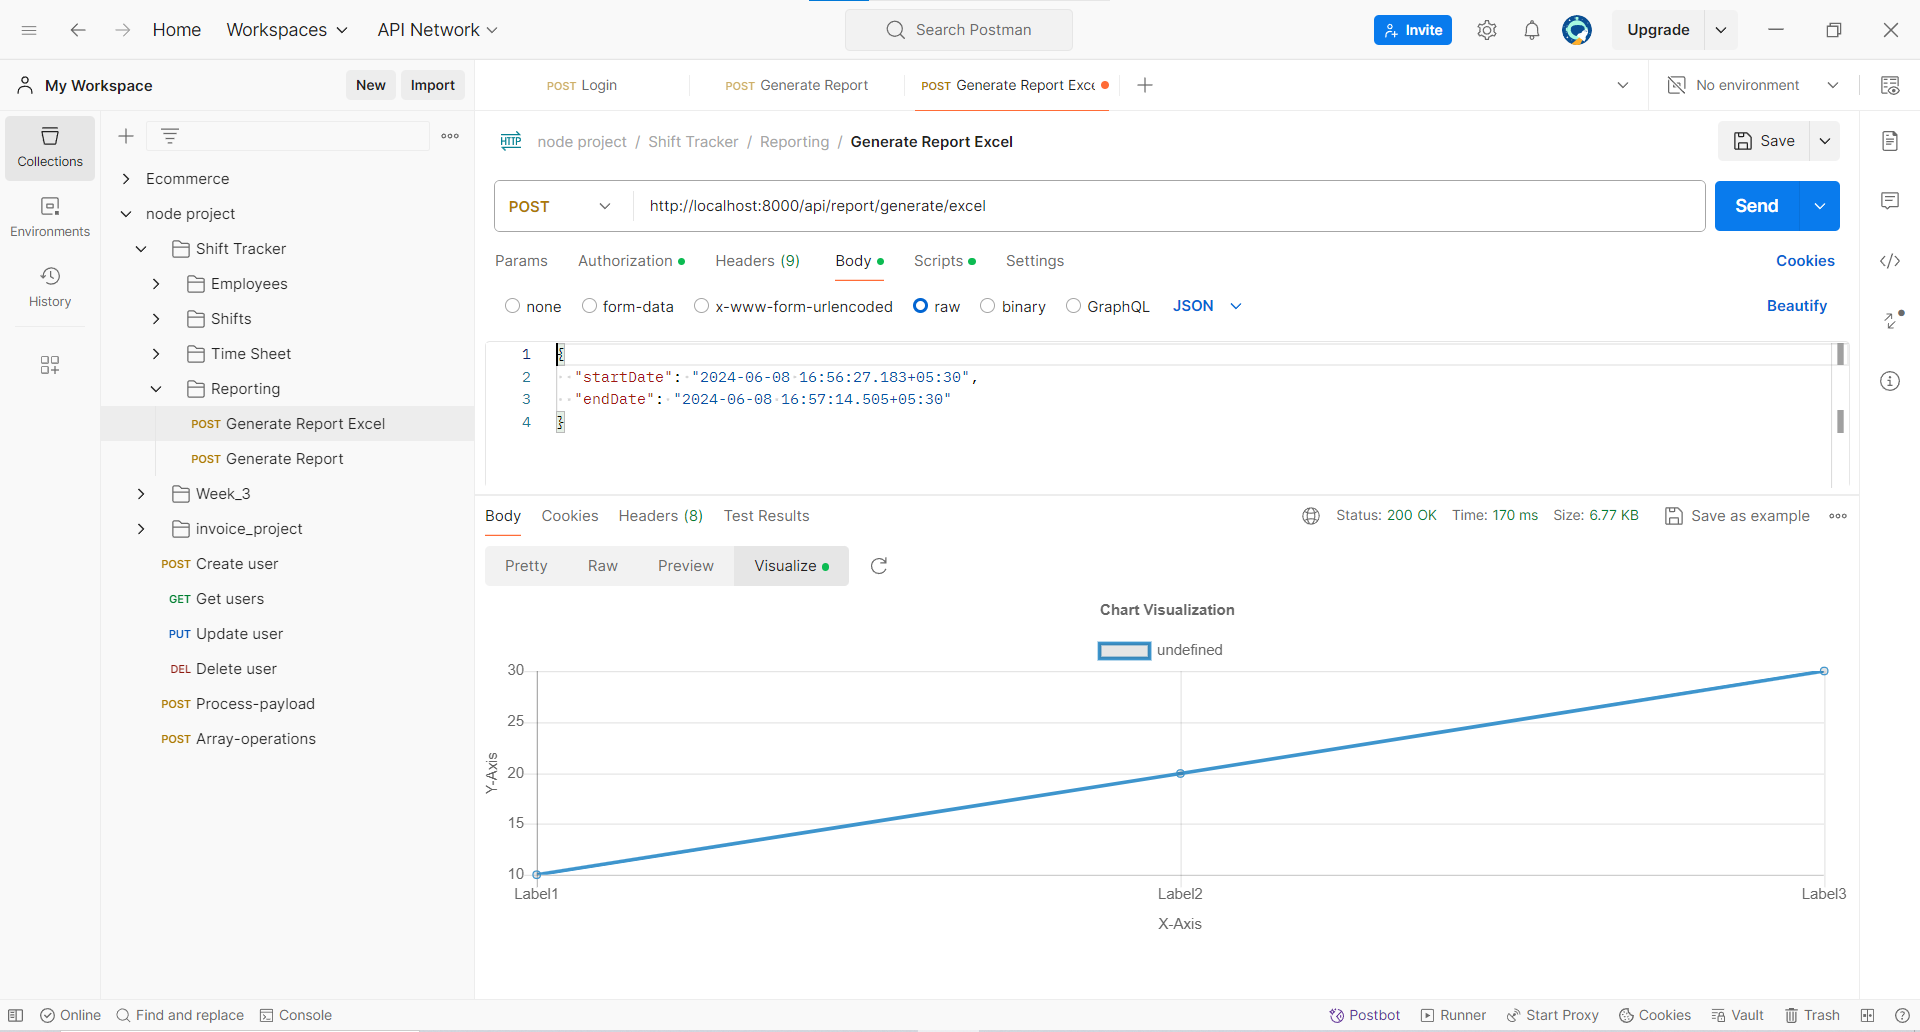 Home
Workspaces
API Network
Search Postman
Invite
Upgrade
My Workspace
New
Import
POST Login
POST Generate Report
POST Generate Report Exce
No environment
Collections
Environments
History
Ecommerce
node project
Shift Tracker
Employees
Shifts
Time Sheet
Reporting
POST Generate Report Excel
POST Generate Report
Week_3
invoice_project
POST Create user
GET Get users
PUT Update user
DEL Delete user
POST Process-payload
POST Array-operations
HTTP node project / Shift Tracker / Reporting / Generate Report Excel
Save
POST
http://localhost:8000/api/report/generate/excel
Send
Params
Authorization
Headers (9)
Body
Scripts
Settings
Cookies
none
form-data
x-www-form-urlencoded
raw
binary
GraphQL
JSON
Beautify
1 {
2 "startDate": "2024-06-08 16:56:27.183+05:30",
3 "endDate": "2024-06-08 16:57:14.505+05:30"
4 }
Body
Cookies
Headers (8)
Test Results
Status: 200 OK
Time: 170 ms
Size: 6.77 KB
Save as example
Pretty
Raw
Preview
Visualize
Chart Visualization
undefined
30
25
20
15
10
Y-Axis
Label1
Label2
Label3
X-Axis
Online
Find and replace
Console
Postbot
Runner
Start Proxy
Cookies
Vault
Trash